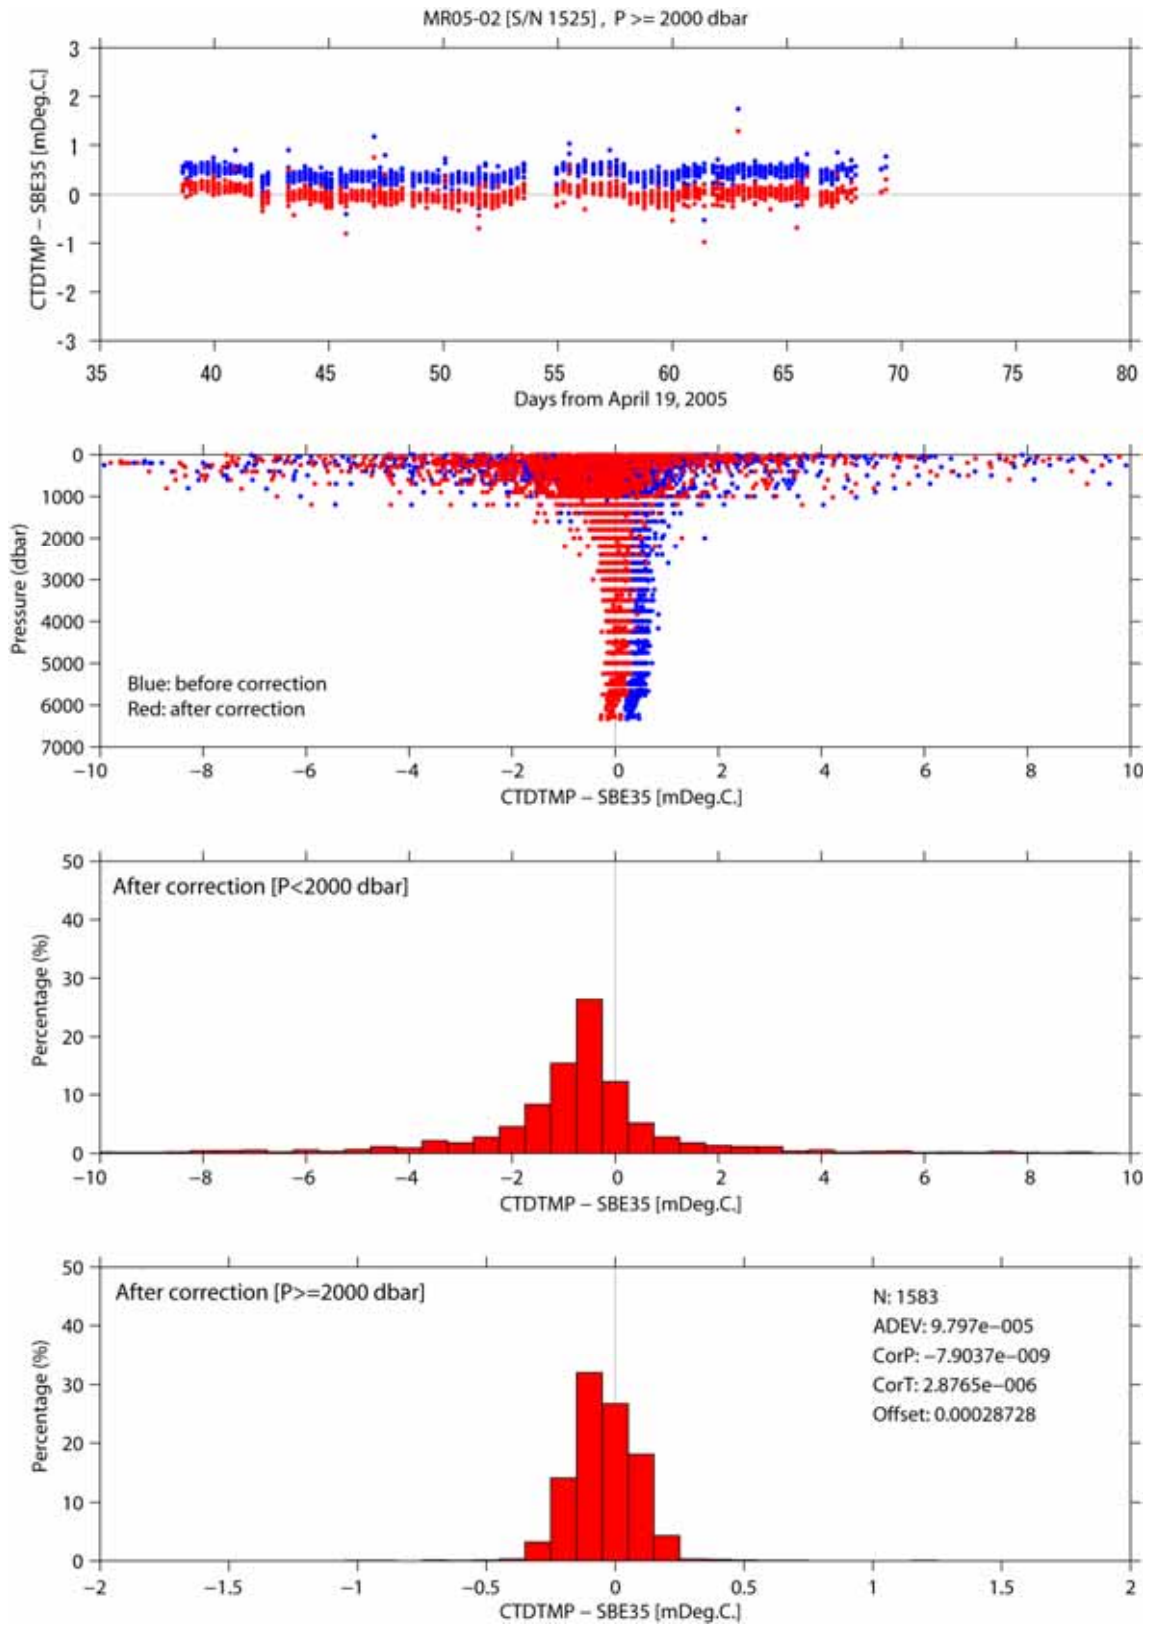 MR05-02 [S/N 1525] , P >= 2000 dbar
3
2
1
0
-1
-2
-3
CTDTMP – SBE35 [mDeg.C.]
35 40 45 50 55 60 65 70 75 80
Days from April 19, 2005
0
1000
2000
3000
4000
5000
6000
7000
Pressure (dbar)
Blue: before correction
Red: after correction
−10 −8 −6 −4 −2 0 2 4 6 8 10
CTDTMP – SBE35 [mDeg.C.]
50
40
30
20
10
0
Percentage (%)
After correction [P<2000 dbar]
−10 −8 −6 −4 −2 0 2 4 6 8 10
CTDTMP – SBE35 [mDeg.C.]
50
40
30
20
10
0
Percentage (%)
After correction [P>=2000 dbar]
N: 1583
ADEV: 9.797e−005
CorP: −7.9037e−009
CorT: 2.8765e−006
Offset: 0.00028728
−2 −1.5 −1 −0.5 0 0.5 1 1.5 2
CTDTMP – SBE35 [mDeg.C.]